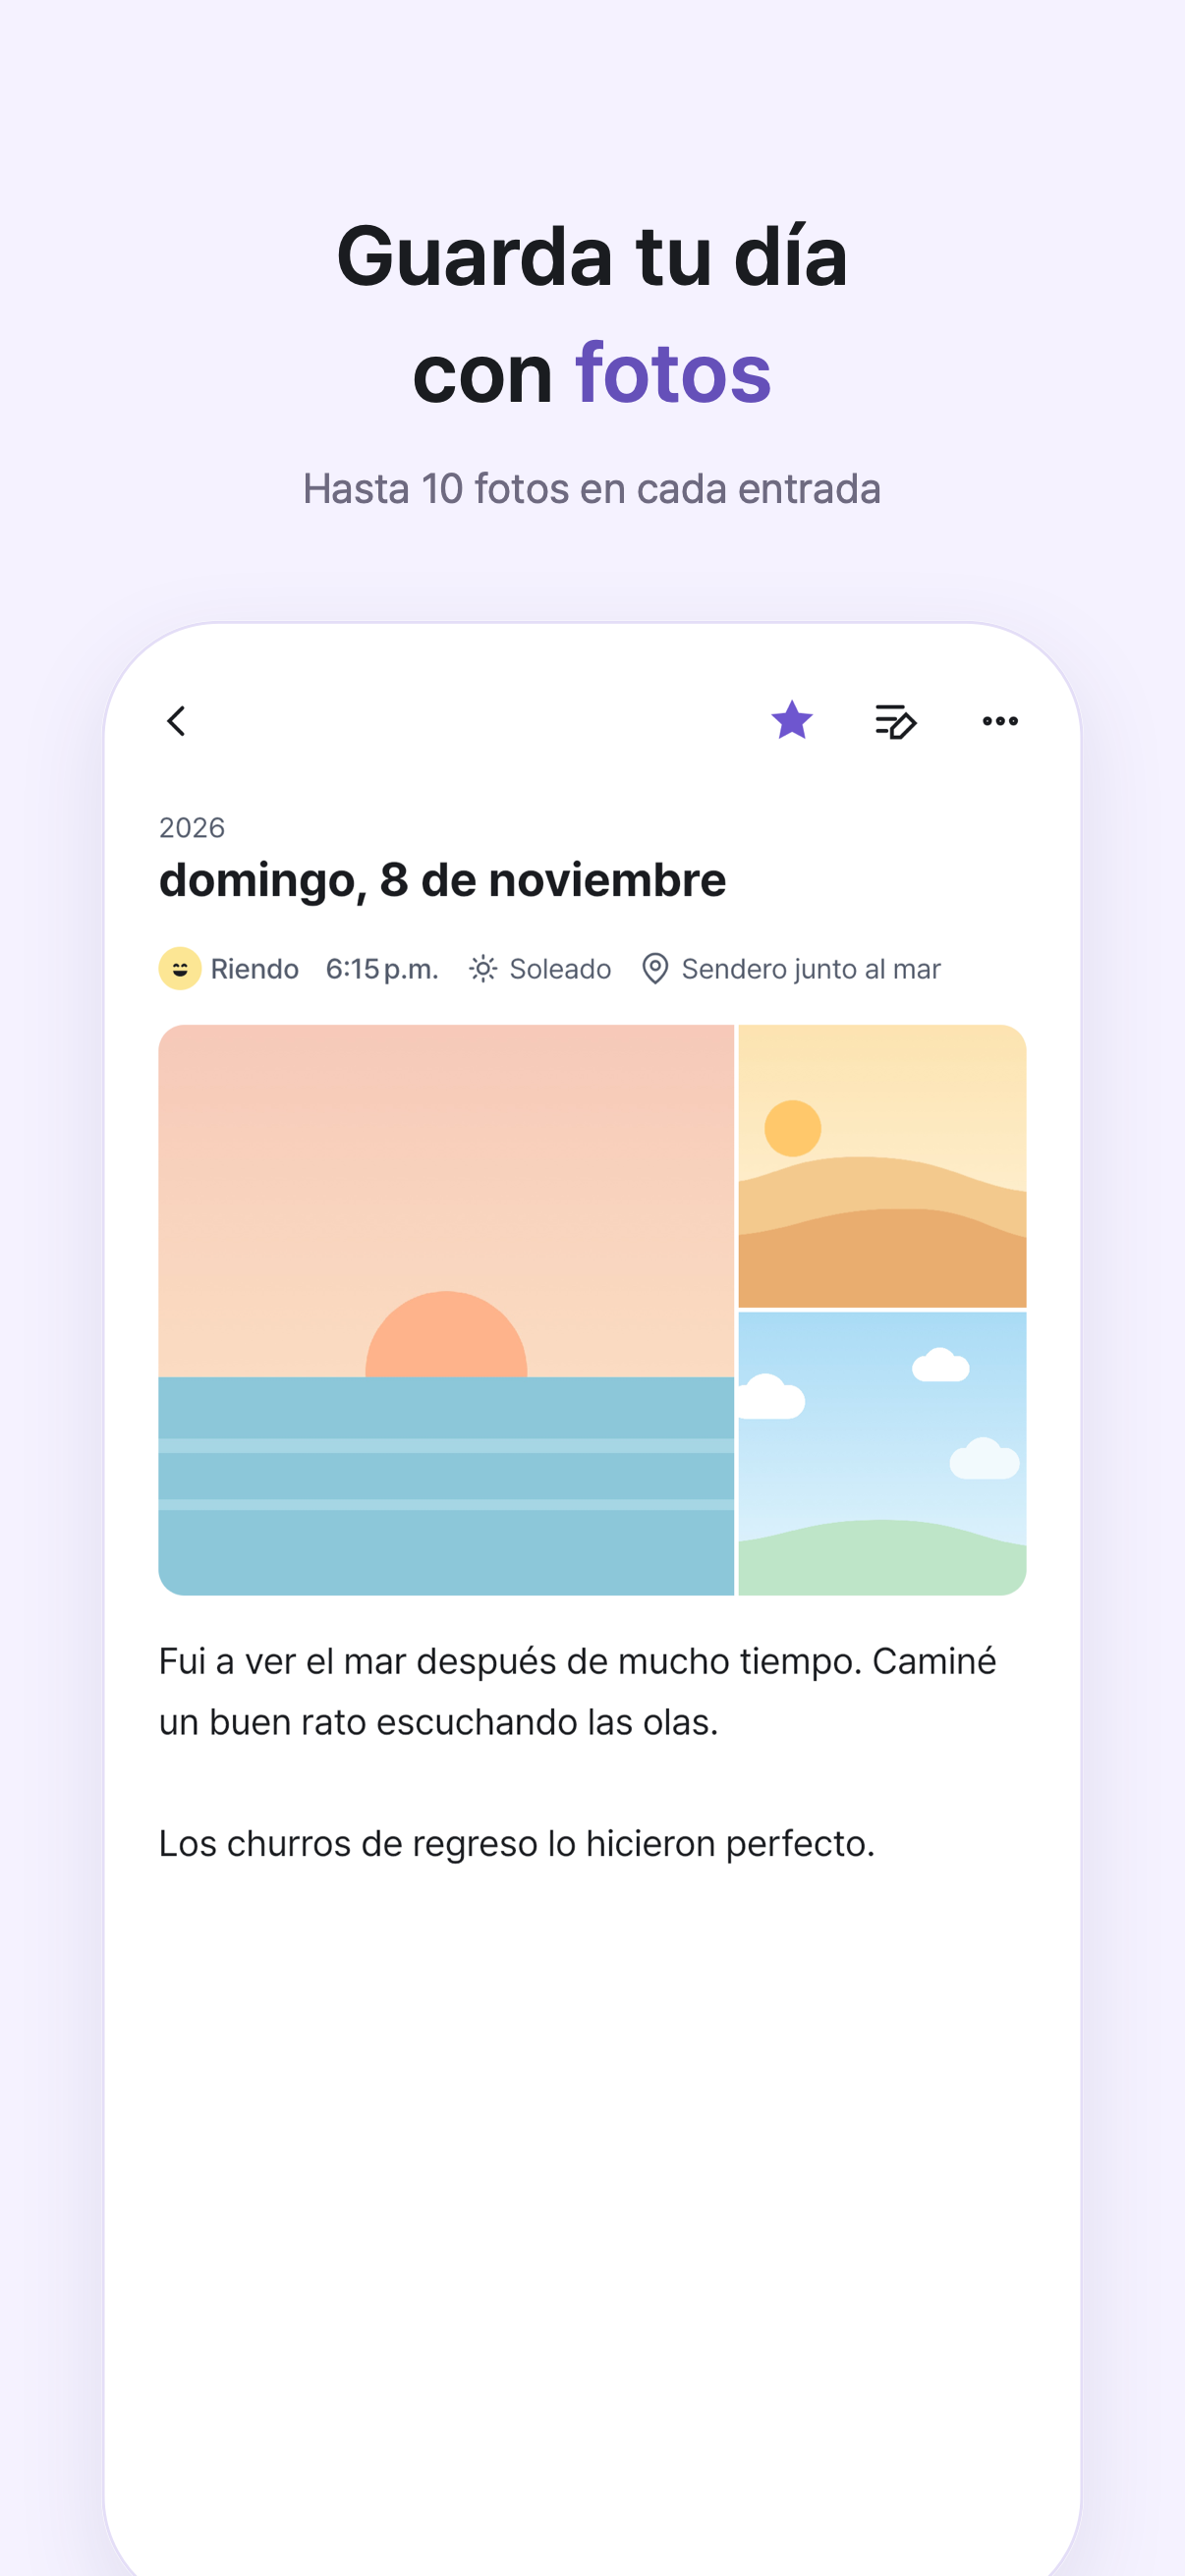 Guarda tu día
con fotos
Hasta 10 fotos en cada entrada
2026
domingo, 8 de noviembre
Riendo 6:15 p.m. Soleado Sendero junto al mar
Fui a ver el mar después de mucho tiempo. Caminé
un buen rato escuchando las olas.
Los churros de regreso lo hicieron perfecto.